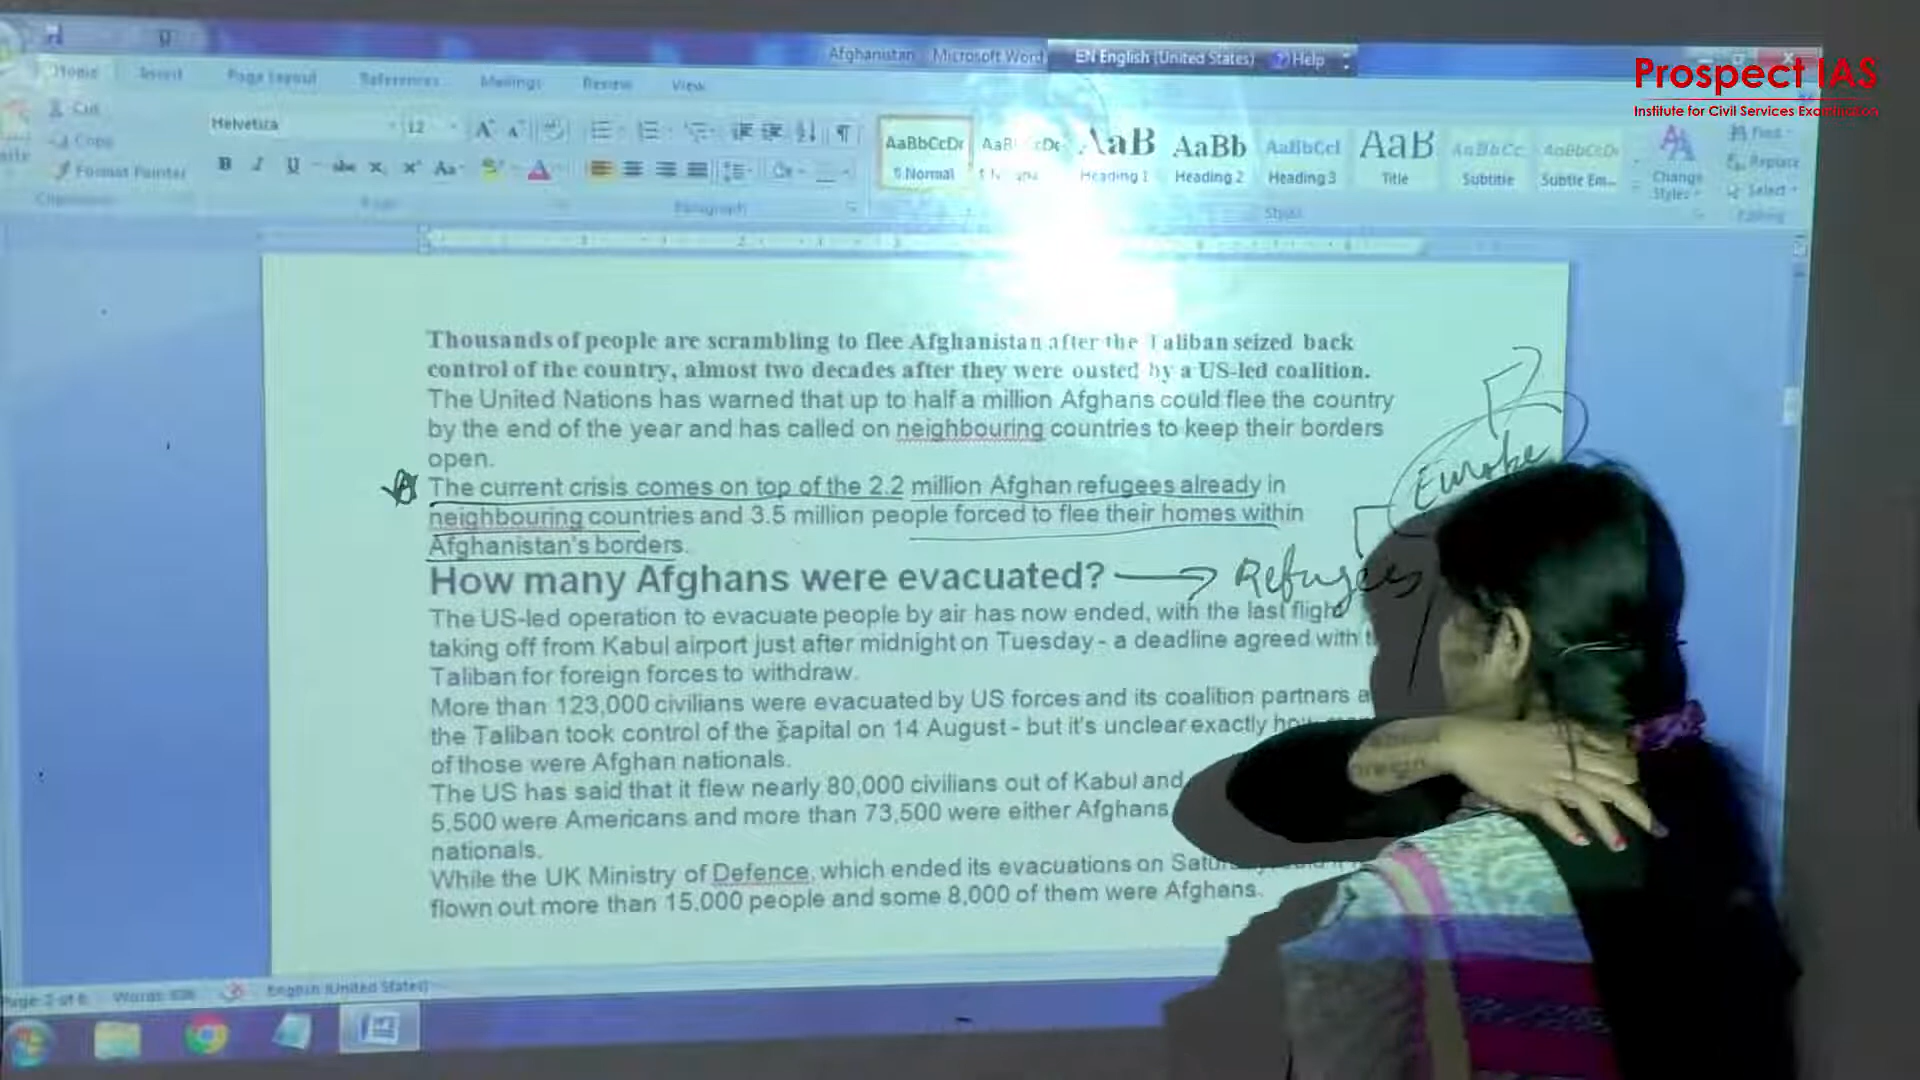 Afghanistan Microsoft Word
EN English (United States) Help
Prospect IAS
Institute for Civil Services Examination
Home Insert Page Layout References Mailings Review View
Cut
Copy
Format Painter
Helvetica 12
AaBbCcDc AaB AaBb AaBbCcI AaB AaBbCc AaBbCcDc
Normal Heading 1 Heading 2 Heading 3 Title Subtitle Subtle Em...
Change Styles
Find
Replace
Select
Paragraph
Thousands of people are scrambling to flee Afghanistan after the Taliban seized back
control of the country, almost two decades after they were ousted by a US-led coalition.
The United Nations has warned that up to half a million Afghans could flee the country
by the end of the year and has called on neighbouring countries to keep their borders
open.
Europe
The current crisis comes on top of the 2.2 million Afghan refugees already in
neighbouring countries and 3.5 million people forced to flee their homes within
Afghanistan's borders.
How many Afghans were evacuated? → Refugees
The US-led operation to evacuate people by air has now ended, with the last flight
taking off from Kabul airport just after midnight on Tuesday - a deadline agreed with
Taliban for foreign forces to withdraw.
More than 123,000 civilians were evacuated by US forces and its coalition partners
the Taliban took control of the capital on 14 August - but it's unclear exactly
of those were Afghan nationals.
The US has said that it flew nearly 80,000 civilians out of Kabul and
5,500 were Americans and more than 73,500 were either Afghans
nationals.
While the UK Ministry of Defence, which ended its evacuations on
flown out more than 15,000 people and some 8,000 of them were Afghans.
English (United States)